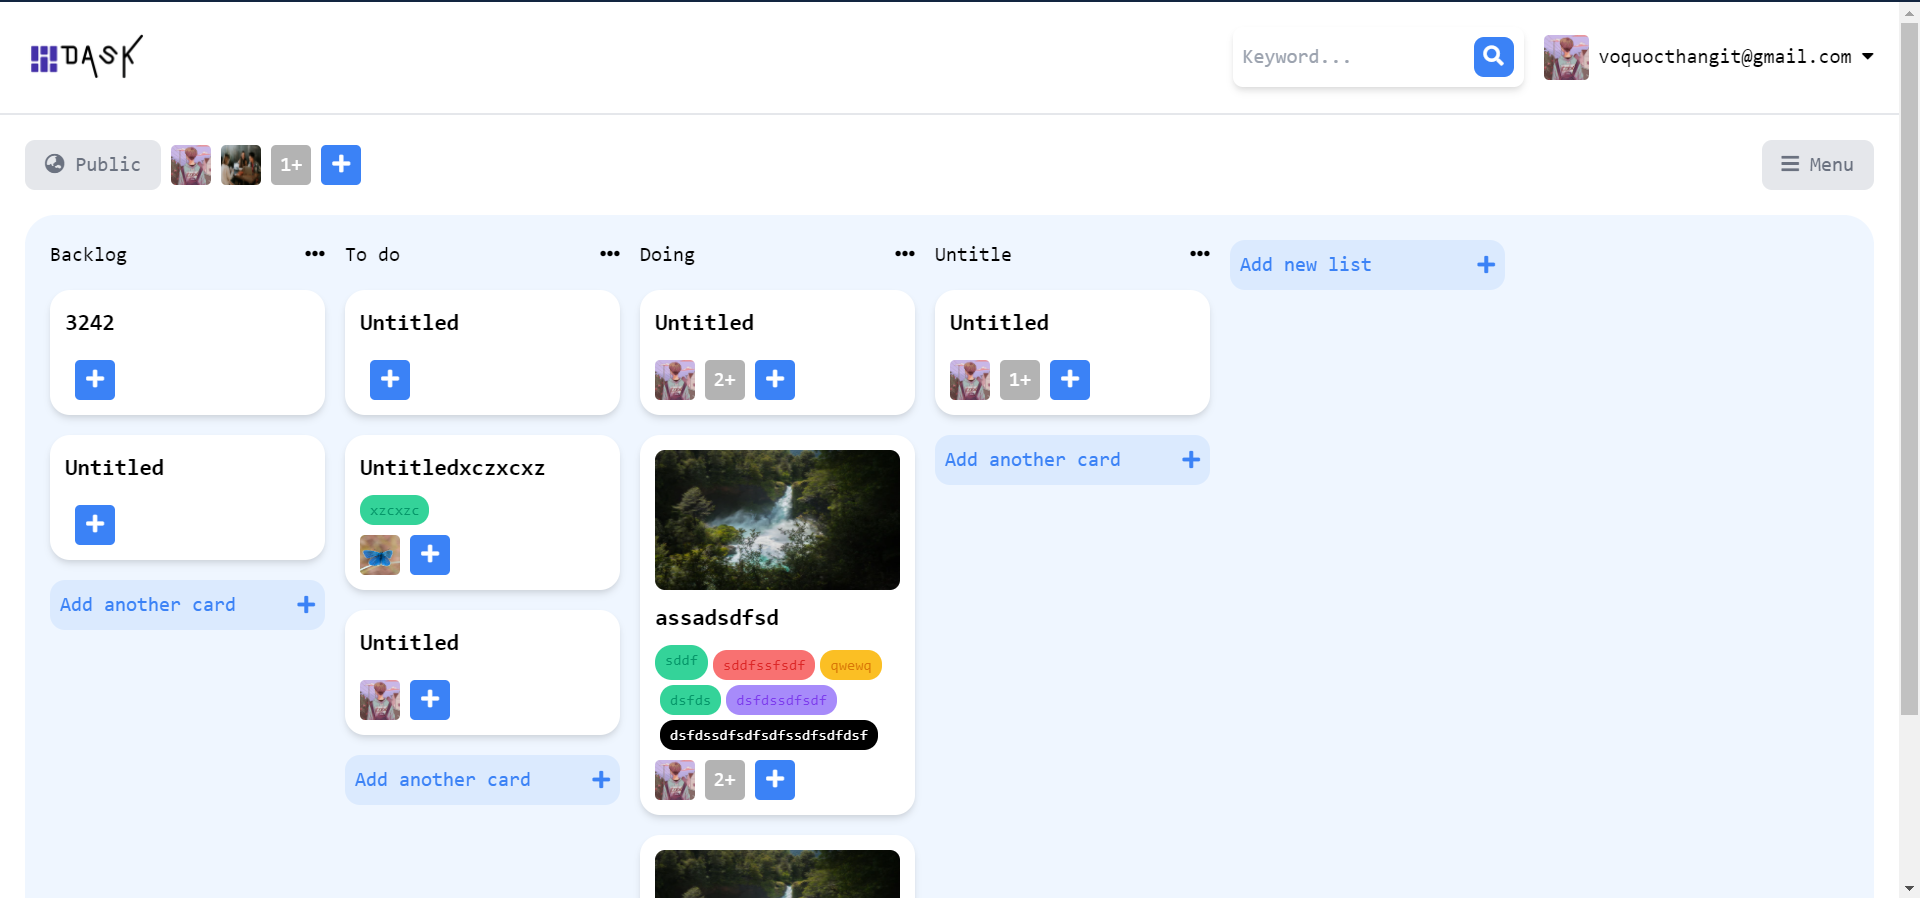 DASK
Keyword...
voquocthangit@gmail.com
Public
1+
Menu
Backlog
3242
Untitled
Add another card
To do
Untitled
Untitledxczxcxz
xzcxzc
Untitled
Add another card
Doing
Untitled
2+
assadsdfsd
sddf sddfssfsdf qwewq
dsfds dsfdssdfsdf
dsfdssdfsdfsdfssdfsdfdsf
2+
Untitle
Untitled
1+
Add another card
Add new list